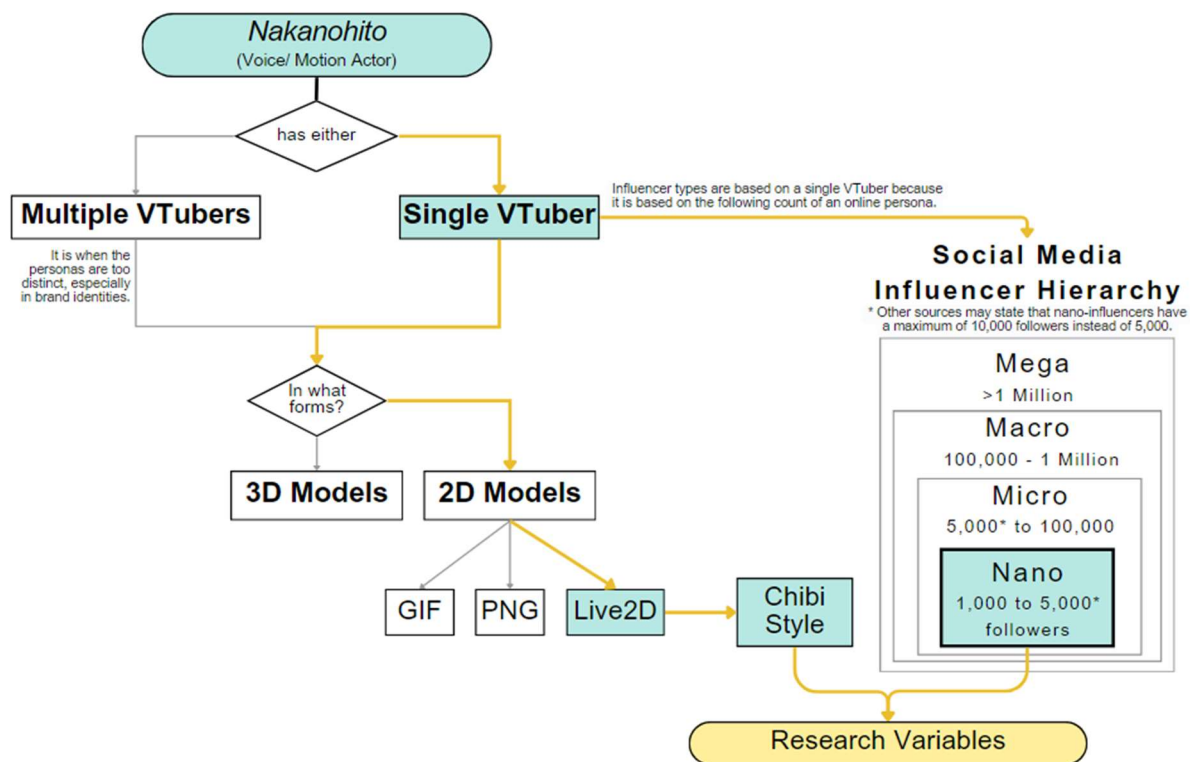 Nakanohito
(Voice/ Motion Actor)
has either
Multiple VTubers
Single VTuber
Influencer types are based on a single VTuber because
it is based on the following count of an online persona.
It is when the
personas are too
distinct, especially
in brand identities.
Social Media
Influencer Hierarchy
* Other sources may state that nano-influencers have
a maximum of 10,000 followers instead of 5,000.
Mega
>1 Million
Macro
100,000 - 1 Million
Micro
5,000* to 100,000
Nano
1,000 to 5,000*
followers
In what
forms?
3D Models
2D Models
GIF
PNG
Live2D
Chibi
Style
Research Variables